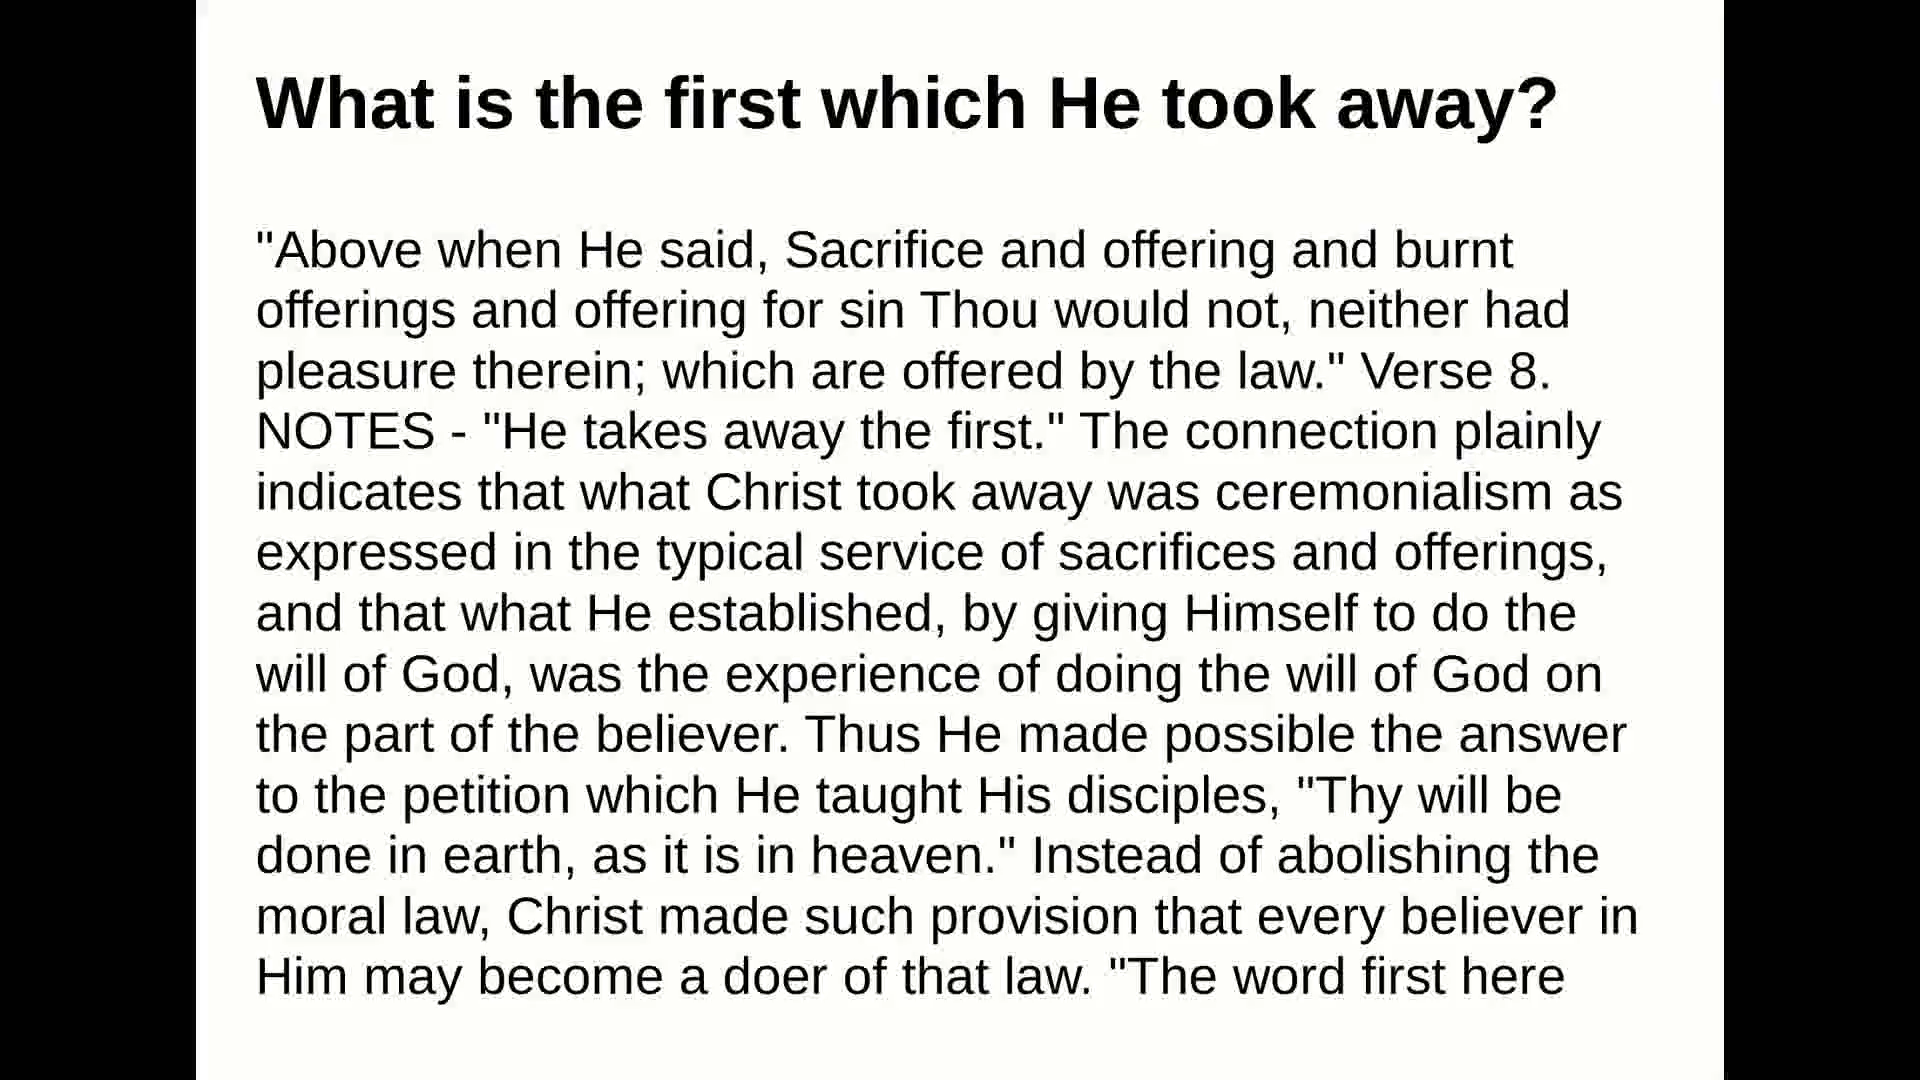 What is the first which He took away?
"Above when He said, Sacrifice and offering and burnt
offerings and offering for sin Thou would not, neither had
pleasure therein; which are offered by the law." Verse 8.
NOTES - "He takes away the first." The connection plainly
indicates that what Christ took away was ceremonialism as
expressed in the typical service of sacrifices and offerings,
and that what He established, by giving Himself to do the
will of God, was the experience of doing the will of God on
the part of the believer. Thus He made possible the answer
to the petition which He taught His disciples, "Thy will be
done in earth, as it is in heaven." Instead of abolishing the
moral law, Christ made such provision that every believer in
Him may become a doer of that law. "The word first here